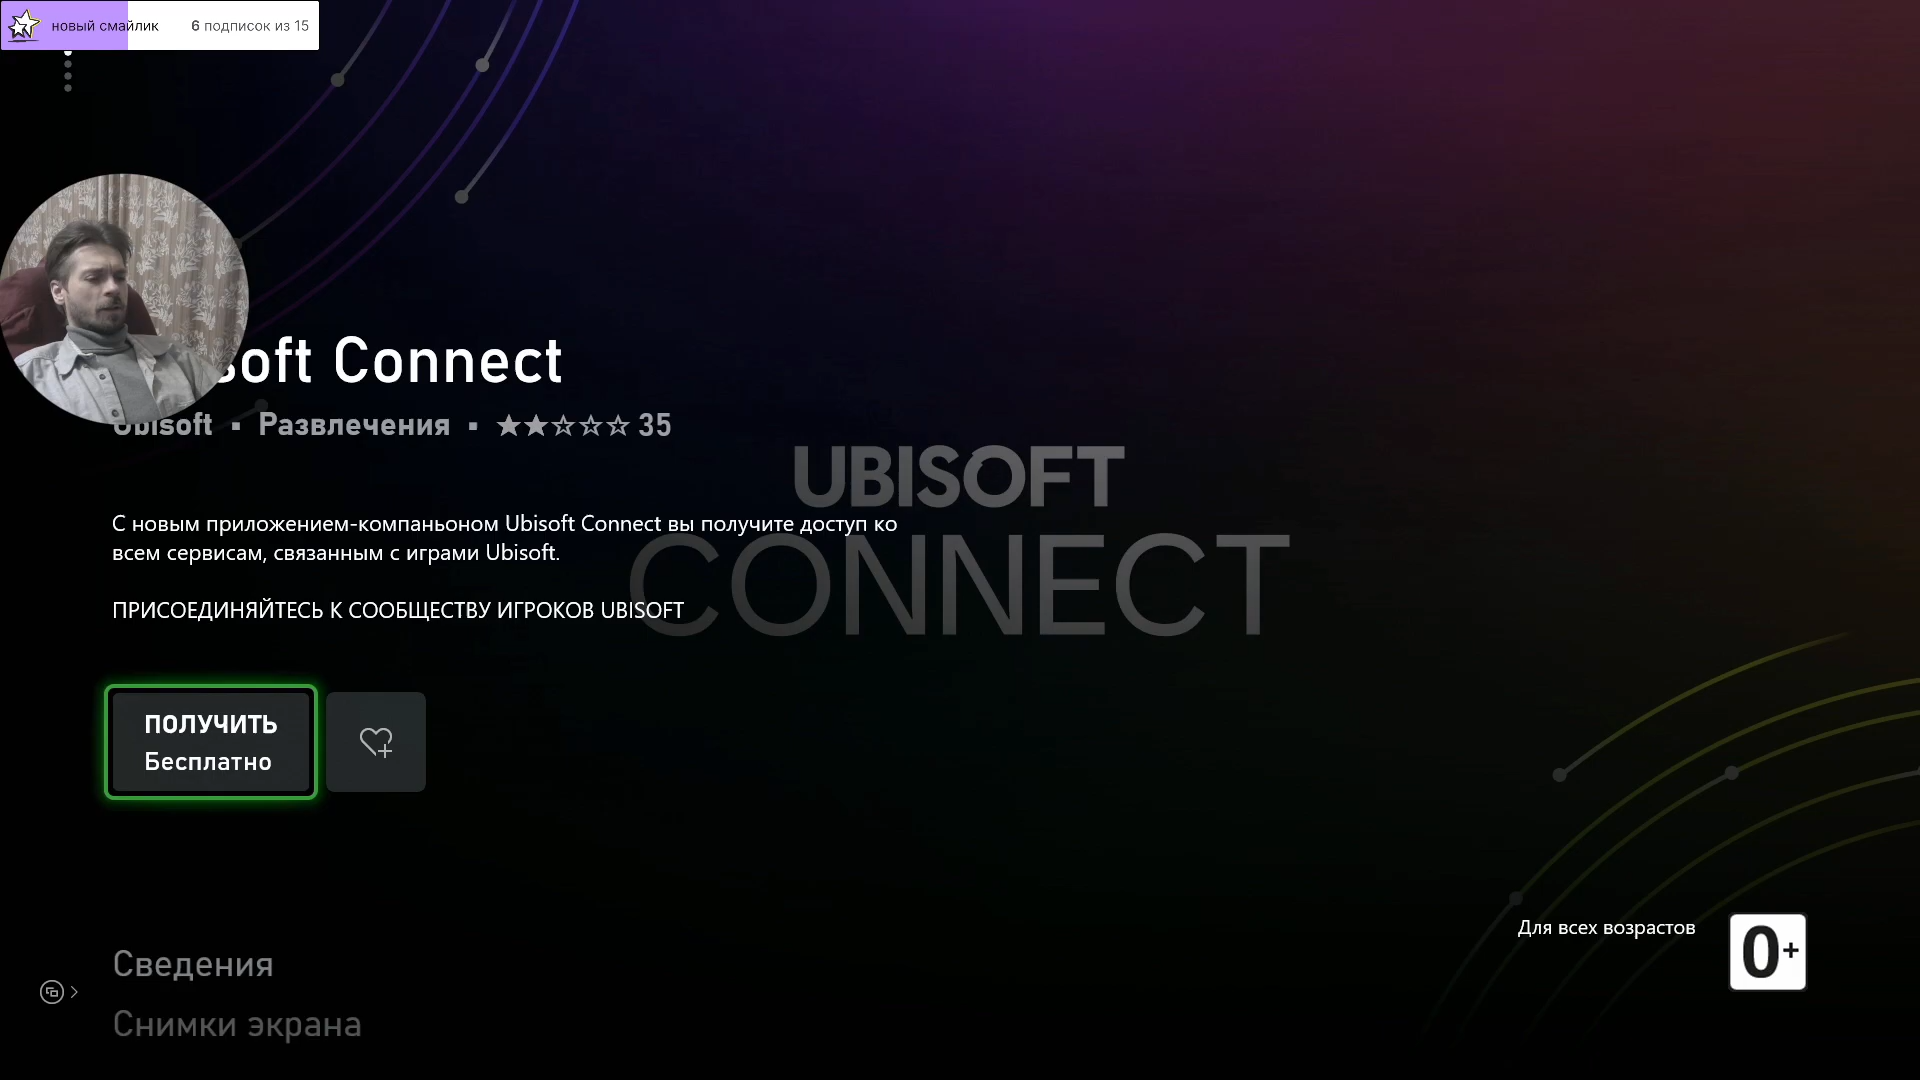 новый смайлик 6 подписок из 15
soft Connect
Ubisoft ▪ Развлечения ▪ ★★☆☆☆ 35
С новым приложением-компаньоном Ubisoft Connect вы получите доступ ко
всем сервисам, связанным с играми Ubisoft.
ПРИСОЕДИНЯЙТЕСЬ К СООБЩЕСТВУ ИГРОКОВ UBISOFT
UBISOFT
CONNECT
ПОЛУЧИТЬ
Бесплатно
Для всех возрастов
0+
Сведения
Снимки экрана